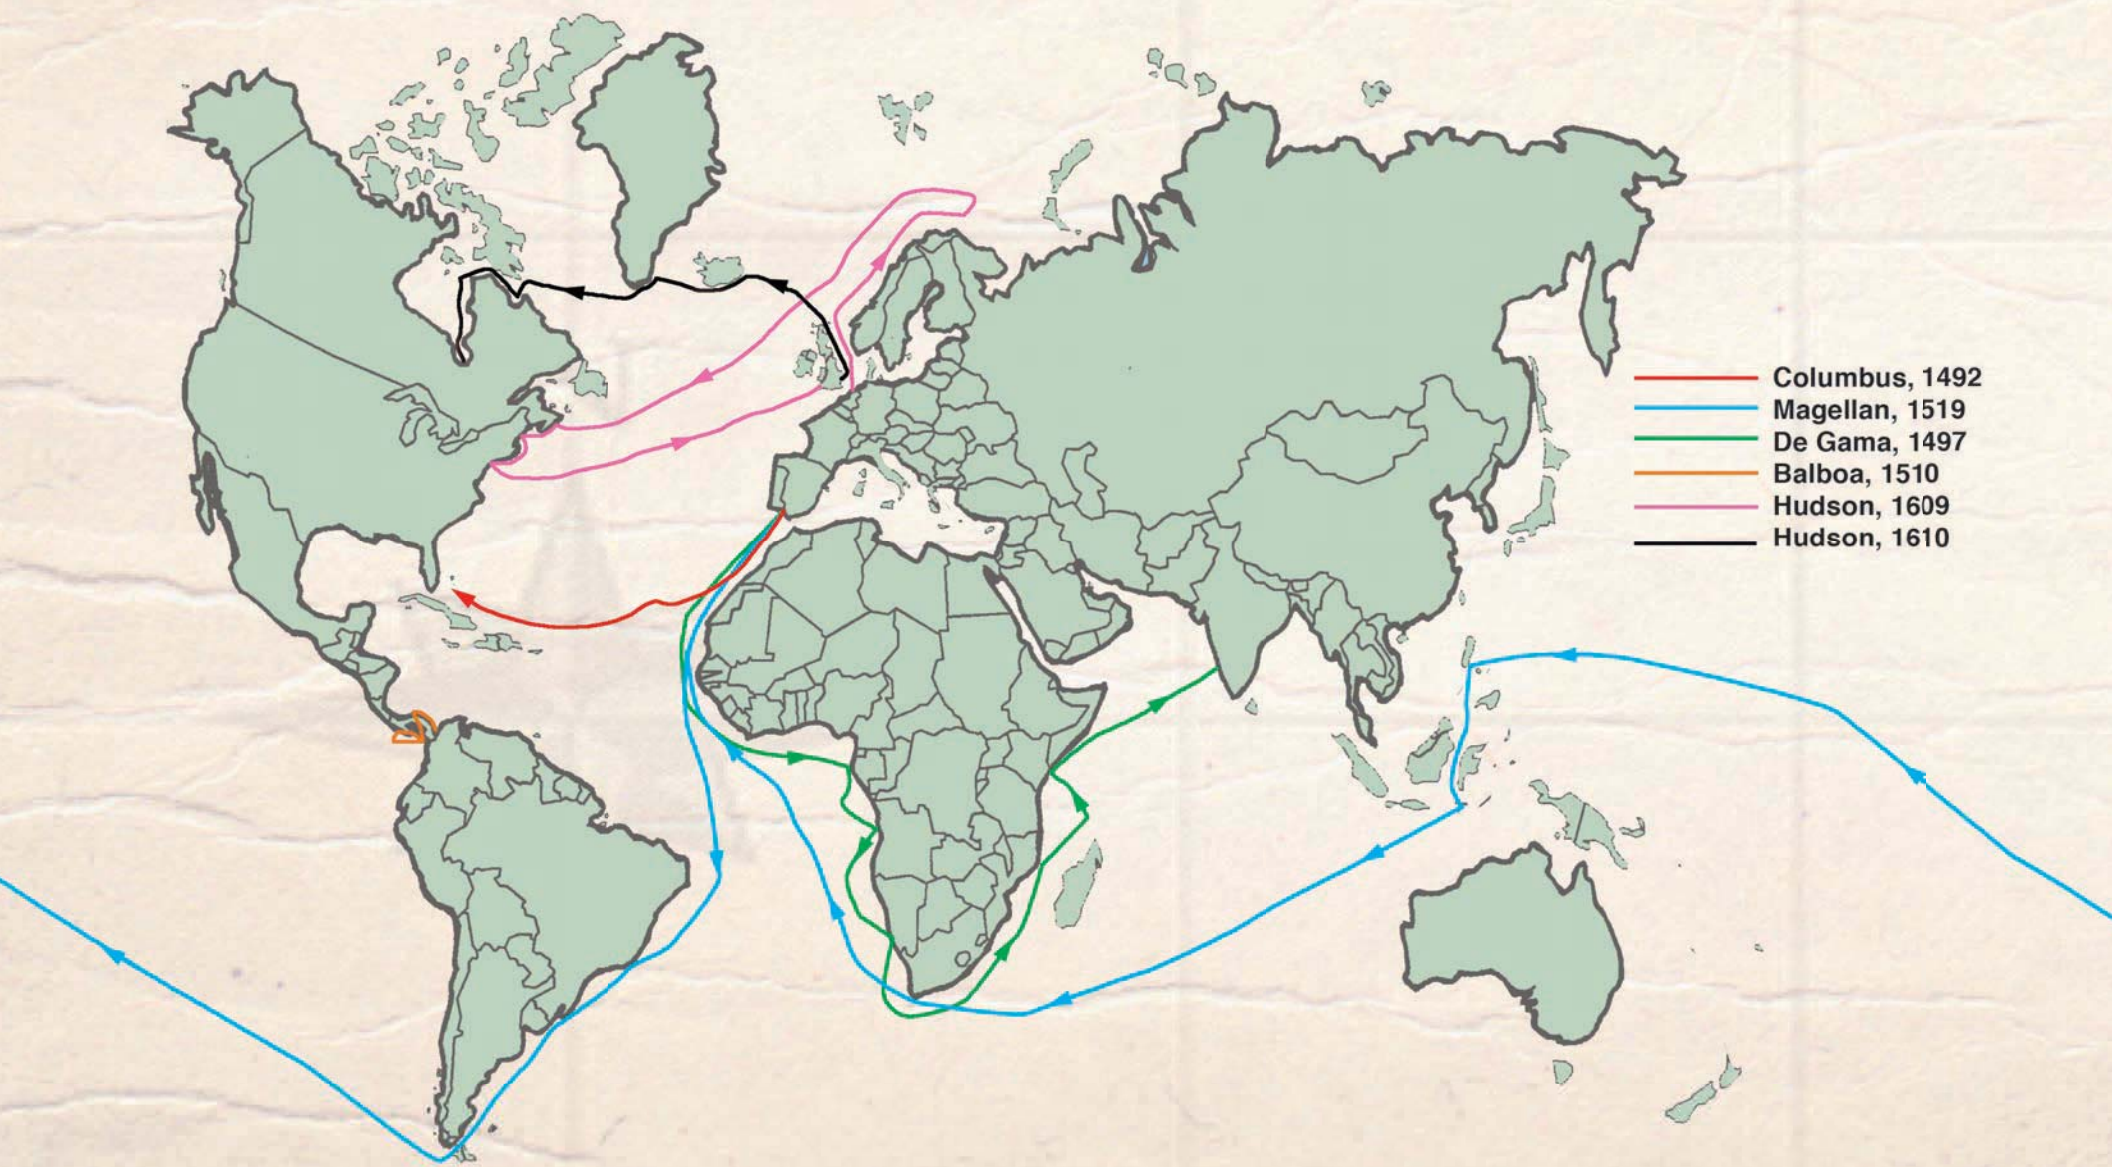 Columbus, 1492
Magellan, 1519
De Gama, 1497
Balboa, 1510
Hudson, 1609
Hudson, 1610